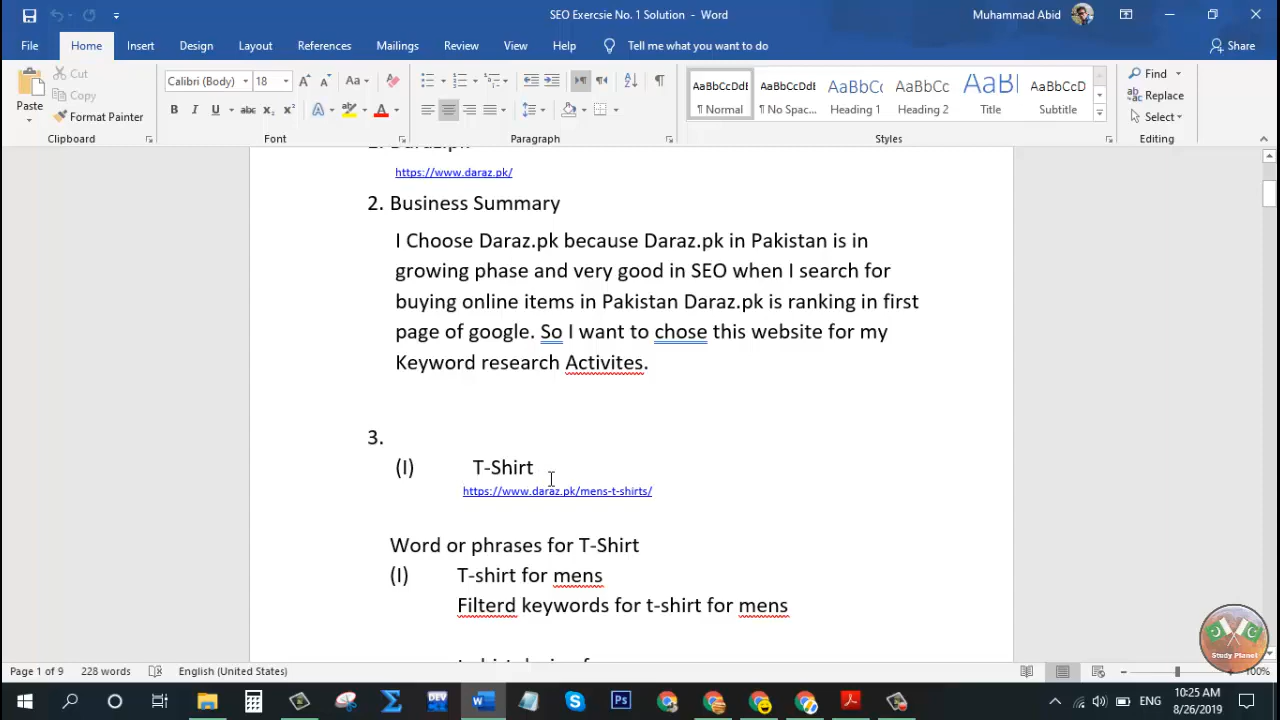 SEO Exercsie No. 1 Solution - Word
Muhammad Abid
File Home Insert Design Layout References Mailings Review View Help Tell me what you want to do Share
Paste
Cut
Copy
Format Painter
Clipboard
Calibri (Body) 18
Font
Paragraph
AaBbCcDdE AaBbCcDdE AaBbCc AaBbCc AaB AaBbCcD
¶ Normal ¶ No Spac... Heading 1 Heading 2 Title Subtitle
Styles
Find
Replace
Select
Editing
https://www.daraz.pk/
2. Business Summary
I Choose Daraz.pk because Daraz.pk in Pakistan is in
growing phase and very good in SEO when I search for
buying online items in Pakistan Daraz.pk is ranking in first
page of google. So I want to chose this website for my
Keyword research Activites.
3.
(I) T-Shirt
https://www.daraz.pk/mens-t-shirts/
Word or phrases for T-Shirt
(I) T-shirt for mens
Filterd keywords for t-shirt for mens
Study Planet
Page 1 of 9 228 words English (United States) 100%
ENG
10:25 AM
8/26/2019